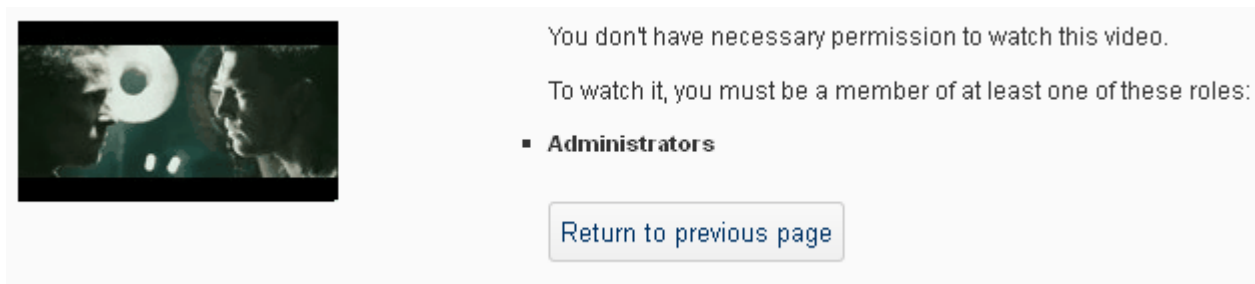 You don't have necessary permission to watch this video.
To watch it, you must be a member of at least one of these roles:
Administrators
Return to previous page